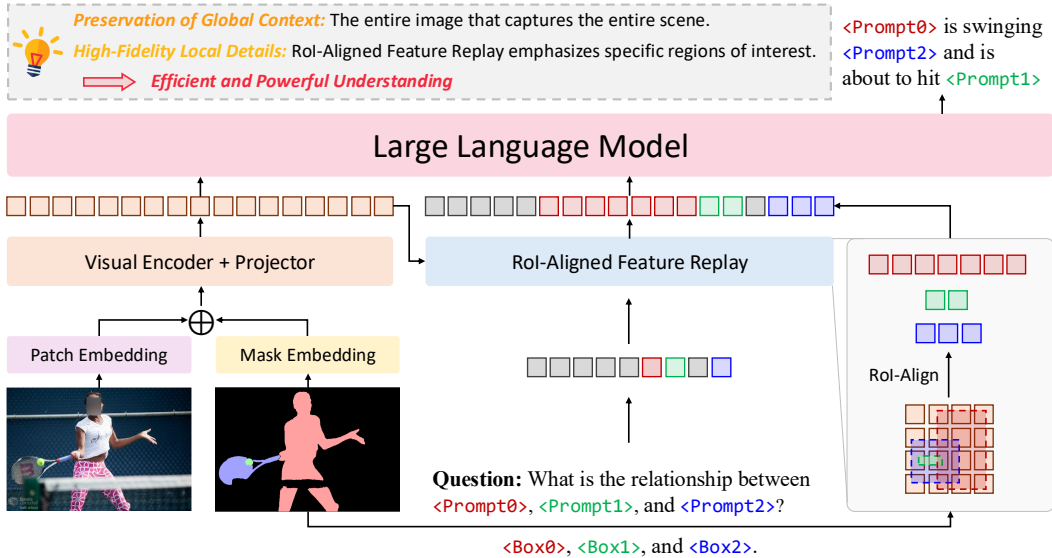 Preservation of Global Context: The entire image that captures the entire scene.
High-Fidelity Local Details: RoI-Aligned Feature Replay emphasizes specific regions of interest.
Efficient and Powerful Understanding
<Prompt0> is swinging
<Prompt2> and is
about to hit <Prompt1>
Large Language Model
Visual Encoder + Projector
RoI-Aligned Feature Replay
Patch Embedding
Mask Embedding
RoI-Align
Question: What is the relationship between
<Prompt0>, <Prompt1>, and <Prompt2>?
<Box0>, <Box1>, and <Box2>.